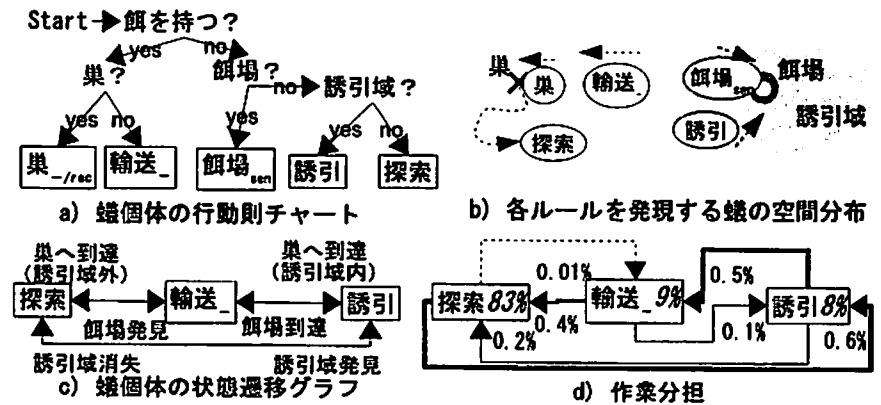 Start→餌を持つ?
yes no
巣? 餌場? no 誘引域?
yes no yes yes no
巣_-/rec 輸送_ 餌場sen 誘引 探索
a) 蟻個体の行動則チャート
巣 巣 輸送_ 餌場sen 餌場
誘引域
探索 誘引
b) 各ルールを発現する蟻の空間分布
巣へ到達 巣へ到達
(誘引域外) (誘引域内)
探索 輸送_ 誘引
餌場発見 餌場到達
誘引域消失 誘引域発見
c) 蟻個体の状態遷移グラフ
0.01% 0.5%
探索83% 輸送_9% 誘引8%
0.4% 0.1%
0.2% 0.6%
d) 作業分担